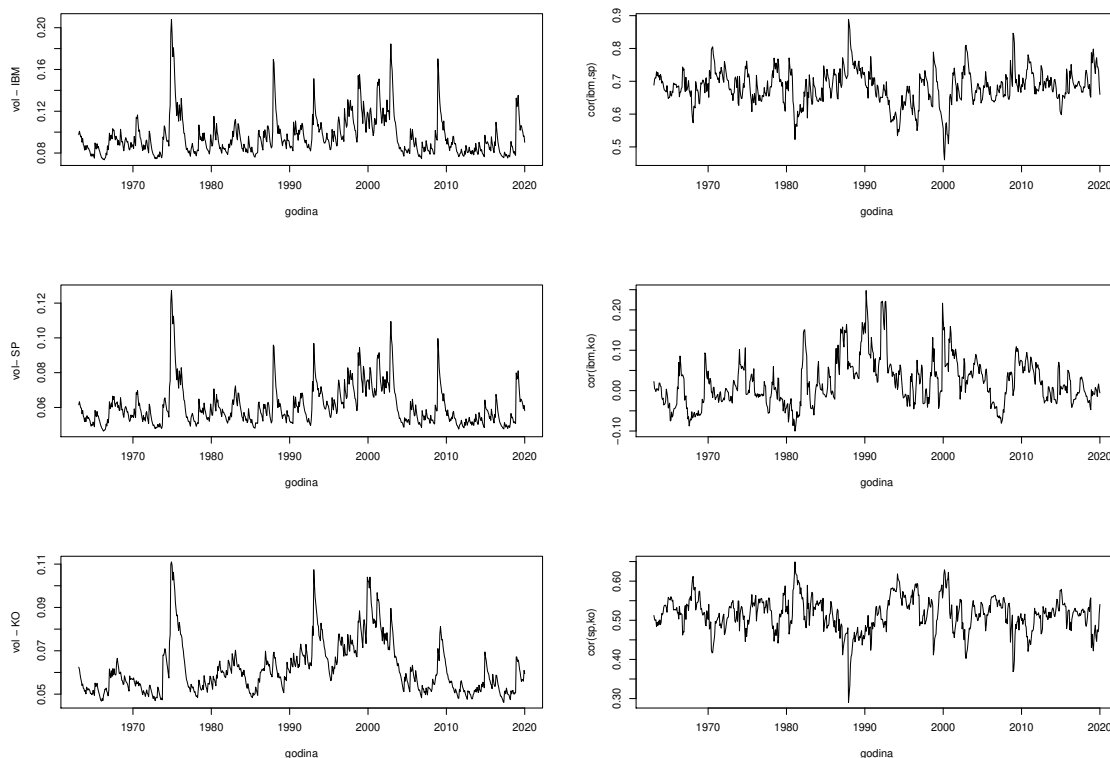 vol − IBM
0.08 0.12 0.16 0.20
1970 1980 1990 2000 2010 2020
godina
cor(ibm,sp)
0.5 0.6 0.7 0.8 0.9
1970 1980 1990 2000 2010 2020
godina
vol− SP
0.06 0.08 0.10 0.12
1970 1980 1990 2000 2010 2020
godina
cor(ibm,ko)
−0.10 0.00 0.10 0.20
1970 1980 1990 2000 2010 2020
godina
vol − KO
0.05 0.07 0.09 0.11
1970 1980 1990 2000 2010 2020
godina
cor(sp,ko)
0.30 0.40 0.50 0.60
1970 1980 1990 2000 2010 2020
godina